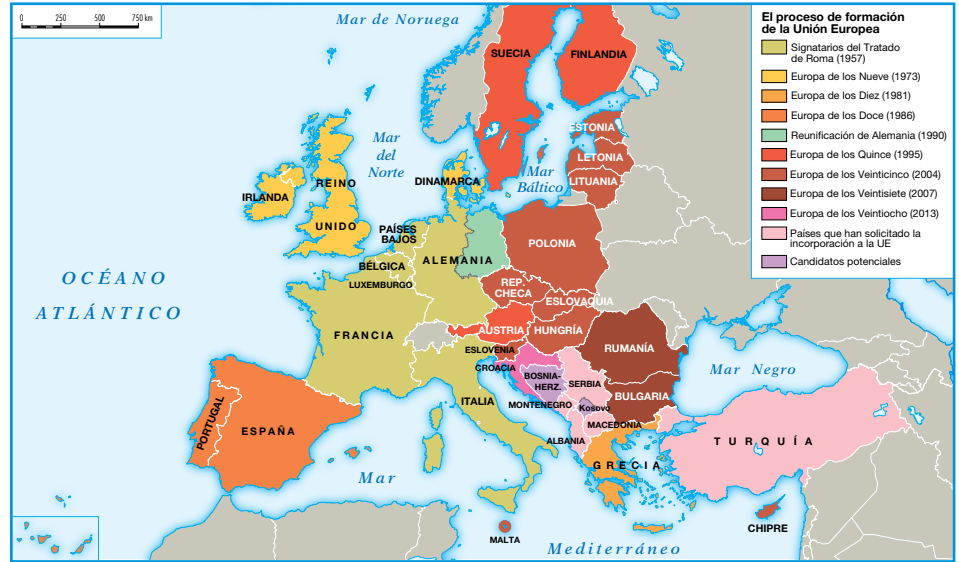 0 250 500 750 km
Mar de Noruega
El proceso de formación
de la Unión Europea
Signatarios del Tratado
de Roma (1957)
Europa de los Nueve (1973)
Europa de los Diez (1981)
Europa de los Doce (1986)
Reunificación de Alemania (1990)
Europa de los Quince (1995)
Europa de los Veinticinco (2004)
Europa de los Veintisiete (2007)
Europa de los Veintiocho (2013)
Países que han solicitado la
incorporación a la UE
Candidatos potenciales
SUECIA
FINLANDIA
ESTONIA
Mar
del
Norte
LETONIA
Mar
Báltico
LITUANIA
DINAMARCA
REINO
UNIDO
IRLANDA
PAÍSES
BAJOS
POLONIA
ALEMANIA
BÉLGICA
LUXEMBURGO
OCÉANO
ATLÁNTICO
REP.
CHECA
ESLOVAQUIA
FRANCIA
AUSTRIA
HUNGRÍA
ESLOVENIA
RUMANÍA
CROACIA
BOSNIA-
HERZ.
SERBIA
Mar Negro
BULGARIA
MONTENEGRO
Kosovo
ITALIA
MACEDONIA
ALBANIA
PORTUGAL
ESPAÑA
TURQUÍA
GRECIA
Mar
Mediterráneo
MALTA
CHIPRE